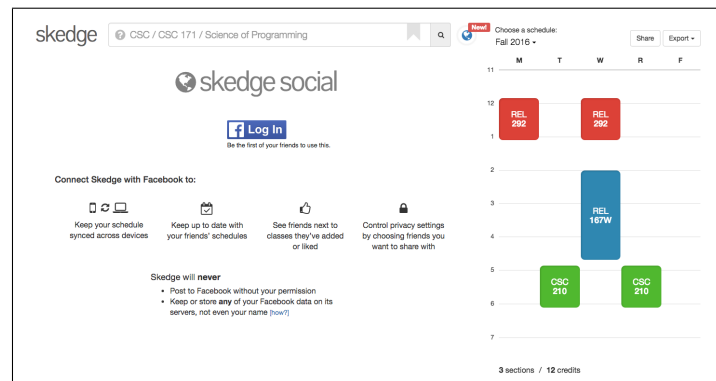 skedge
CSC / CSC 171 / Science of Programming
New!
Choose a schedule:
Fall 2016
Share
Export
skedge social
f Log In
Be the first of your friends to use this.
Connect Skedge with Facebook to:
Keep your schedule
synced across devices
Keep up to date with
your friends' schedules
See friends next to
classes they've added
or liked
Control privacy settings
by choosing friends you
want to share with
Skedge will never
• Post to Facebook without your permission
• Keep or store any of your Facebook data on its
servers, not even your name [how?]
M T W R F
11
12
1
2
3
4
5
6
7
REL
292
REL
292
REL
167W
CSC
210
CSC
210
3 sections / 12 credits